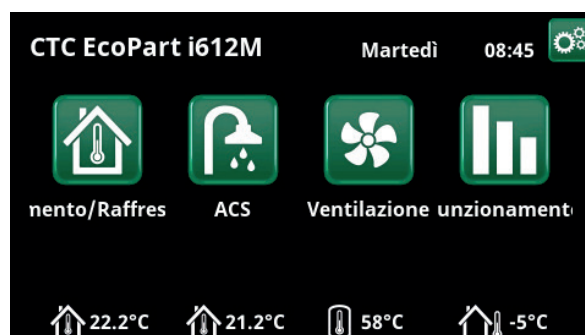 CTC EcoPart i612M Martedì 08:45
nento/Raffres ACS Ventilazione unzionament
22.2°C 21.2°C 58°C -5°C